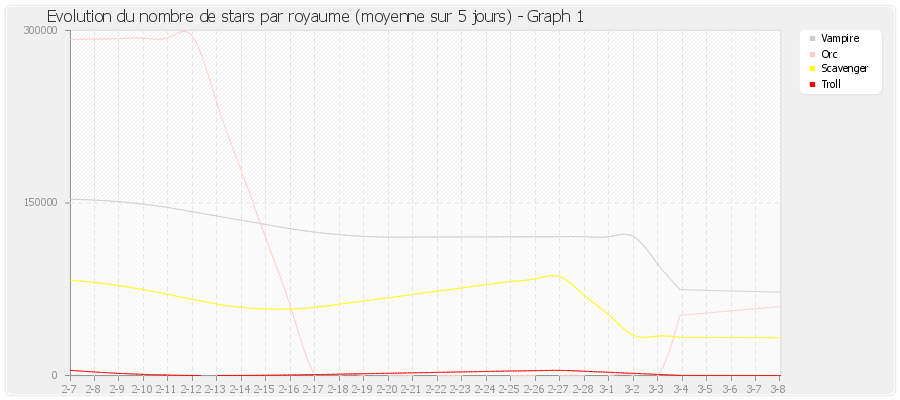 Evolution du nombre de stars par royaume (moyenne sur 5 jours) - Graph 1
300000
150000
0
2-7 2-8 2-9 2-10 2-11 2-12 2-13 2-14 2-15 2-16 2-17 2-18 2-19 2-20 2-21 2-22 2-23 2-24 2-25 2-26 2-27 2-28 3-1 3-2 3-3 3-4 3-5 3-6 3-7 3-8
Vampire
Orc
Scavenger
Troll